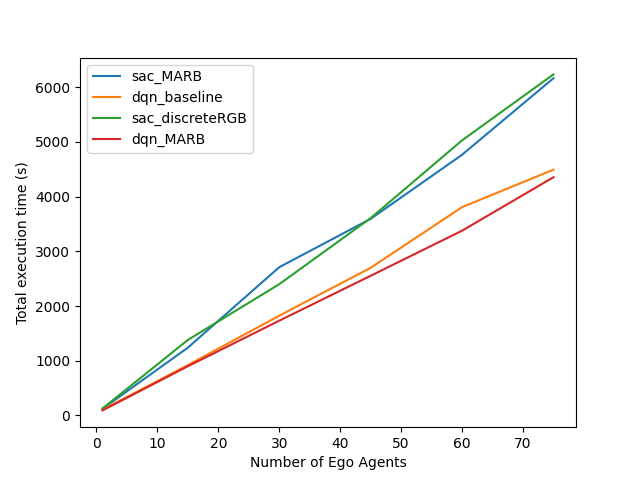 sac_MARB
dqn_baseline
sac_discreteRGB
dqn_MARB
Total execution time (s)
6000
5000
4000
3000
2000
1000
0
0 10 20 30 40 50 60 70
Number of Ego Agents